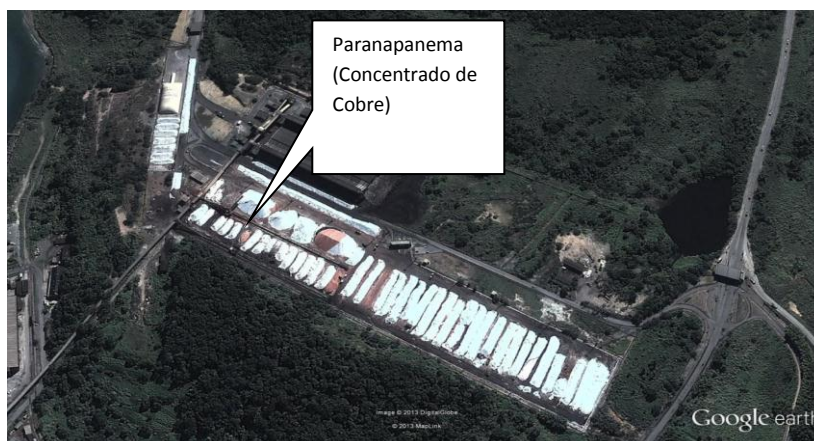 Paranapanema
(Concentrado de
Cobre)
Image © 2013 DigitalGlobe
© 2013 MapLink
Google earth